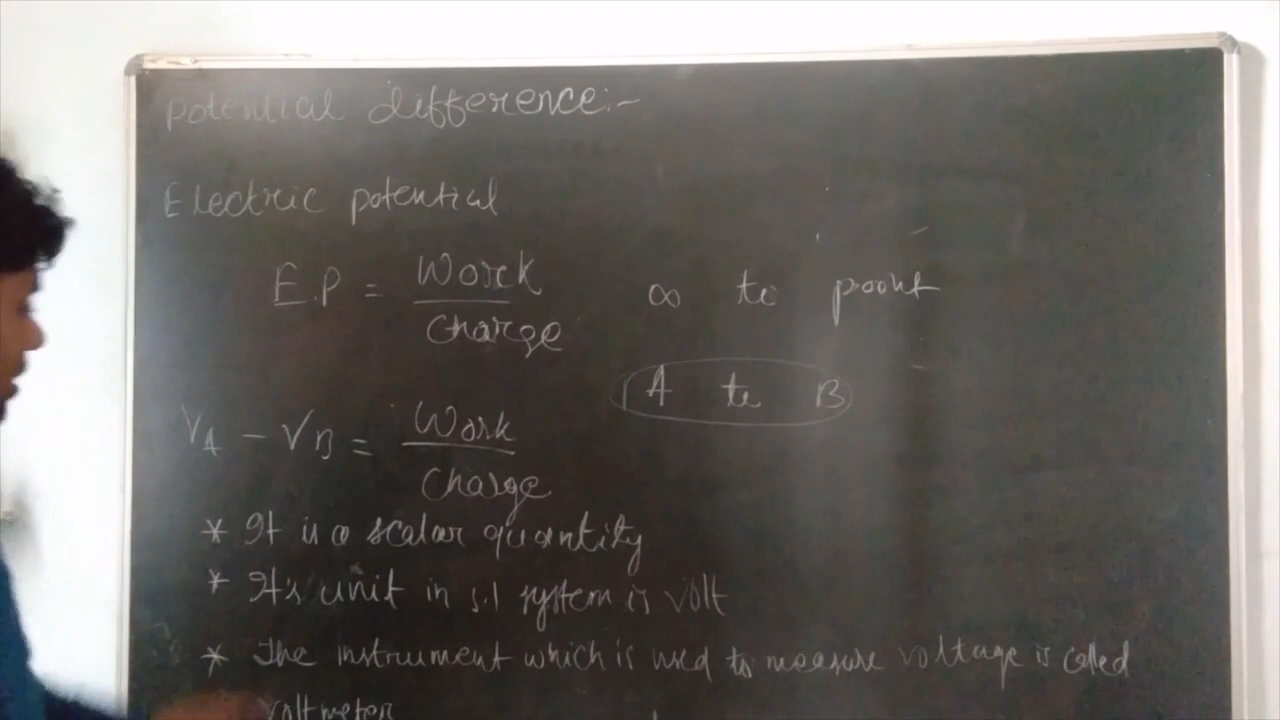 Potential difference:-
Electric potential
E.P = Work / Charge ∞ to point
A to B
VA - VB = Work / Charge
* It is a scalar quantity
* It's unit in s.I system is volt
* The instrument which is used to measure voltage is called
voltmeter